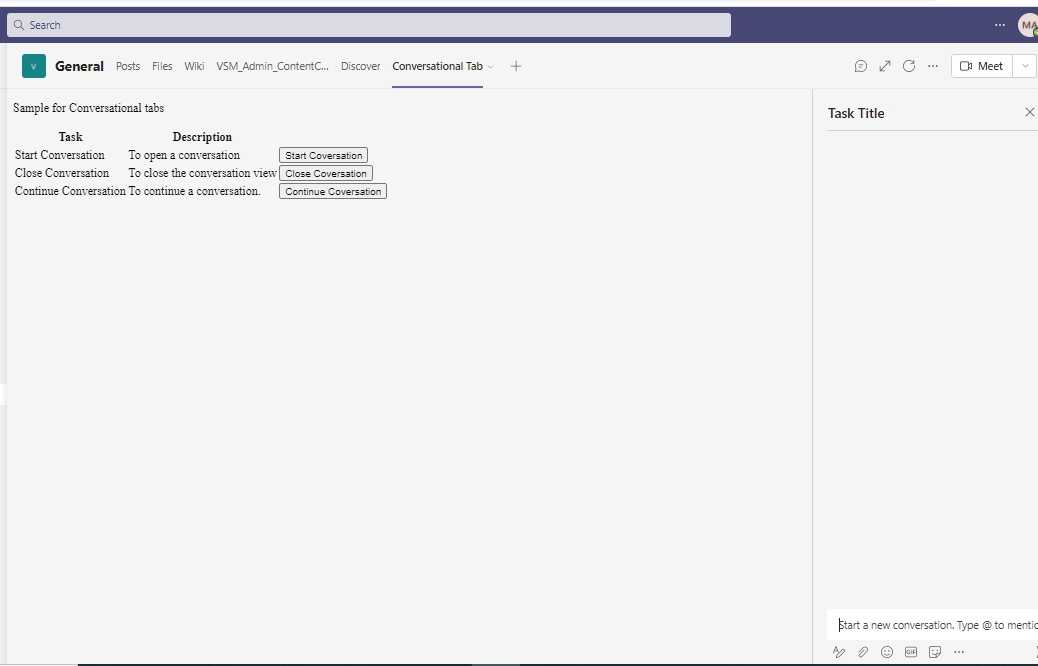 Search
MA
V General Posts Files Wiki VSM_Admin_ContentC... Discover Conversational Tab Meet
Sample for Conversational tabs
Task Title
Task Description
Start Conversation To open a conversation Start Coversation
Close Conversation To close the conversation view Close Coversation
Continue Conversation To continue a conversation. Continue Coversation
Start a new conversation. Type @ to mentic
GIF